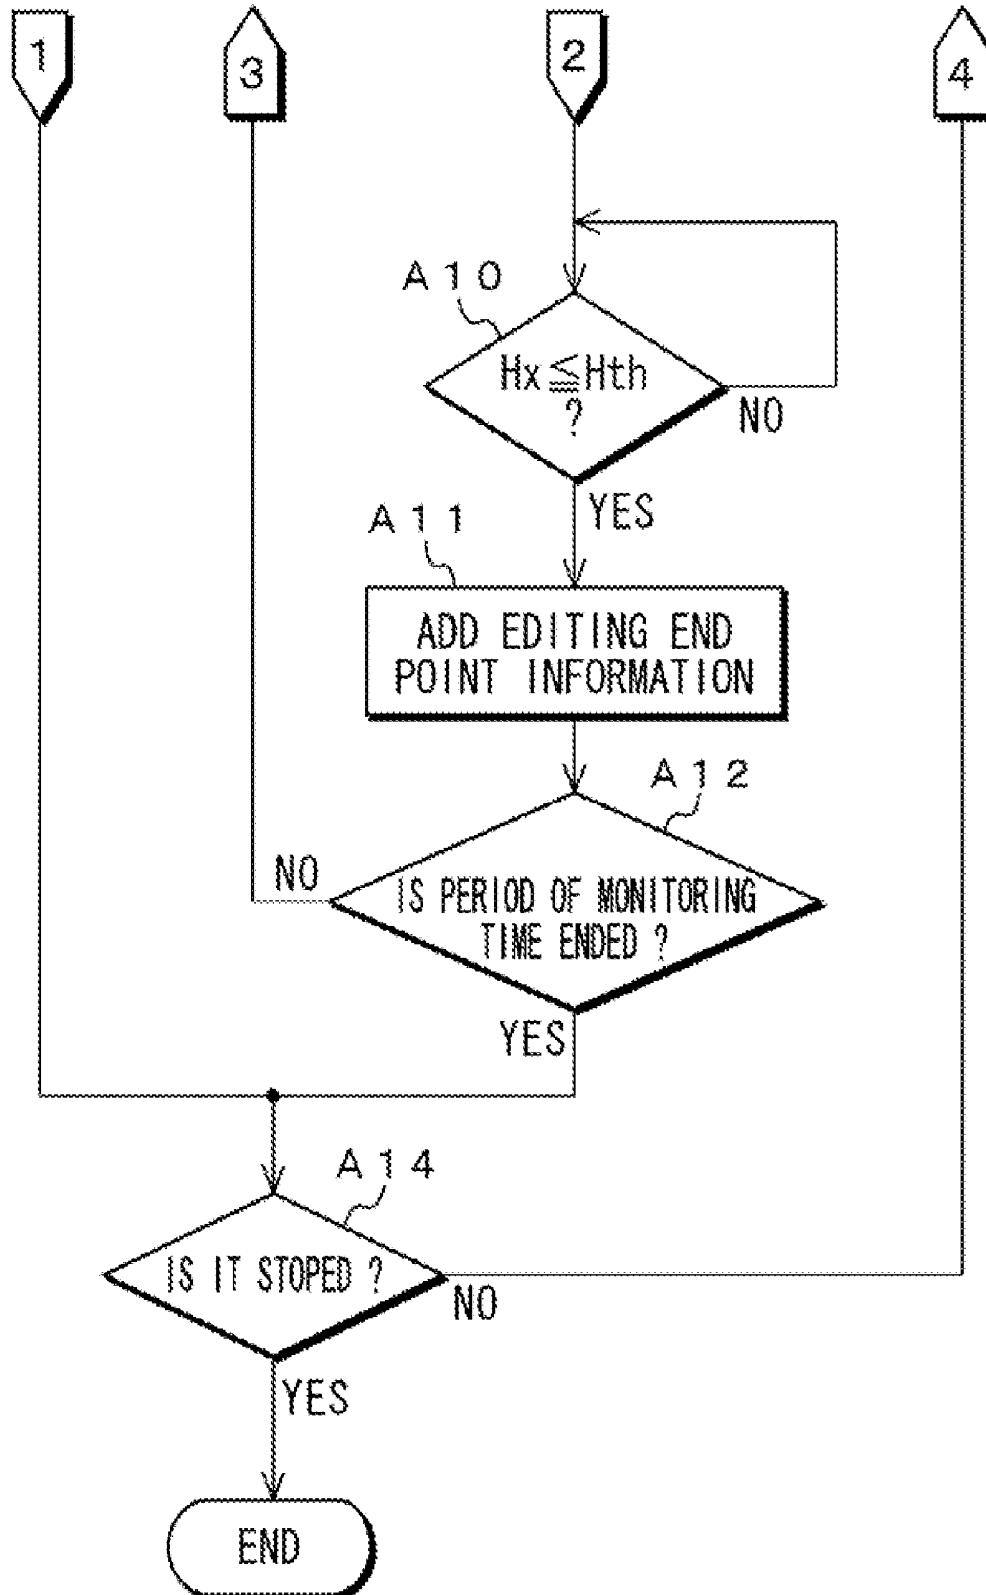 1
3
2
4
A10
Hx≦Hth
?
NO
YES
A11
ADD EDITING END
POINT INFORMATION
A12
NO
IS PERIOD OF MONITORING
TIME ENDED ?
YES
A14
IS IT STOPED ?
NO
YES
END